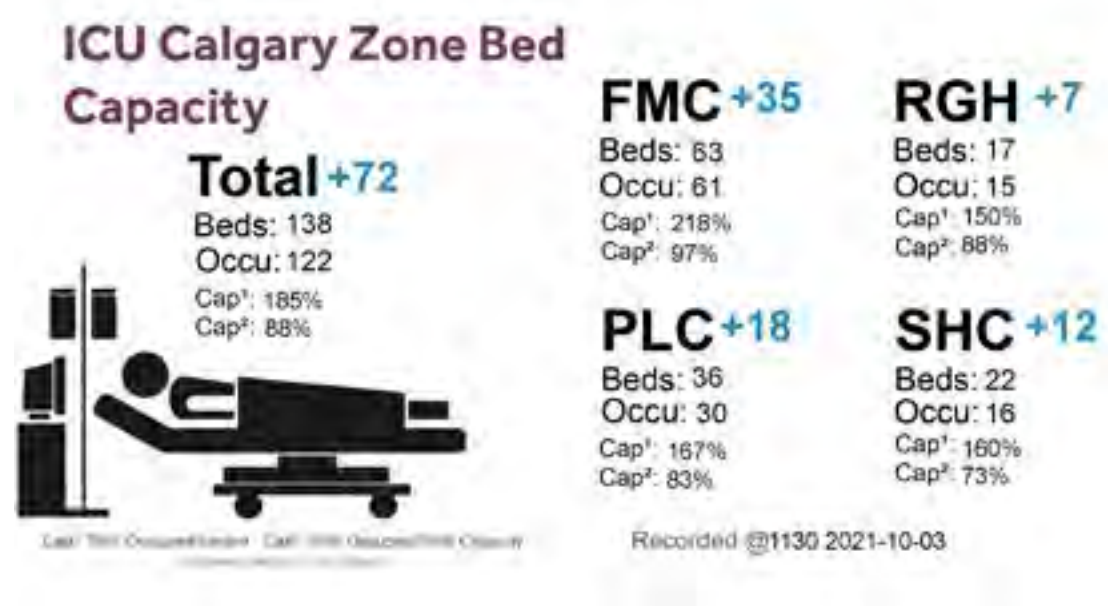 ICU Calgary Zone Bed
Capacity
Total +72
Beds: 138
Occu: 122
Cap¹: 185%
Cap²: 88%
FMC +35
Beds: 63
Occu: 61
Cap¹: 218%
Cap²: 97%
RGH +7
Beds: 17
Occu: 15
Cap¹: 150%
Cap²: 88%
PLC +18
Beds: 36
Occu: 30
Cap¹: 167%
Cap²: 83%
SHC +12
Beds: 22
Occu: 16
Cap¹: 160%
Cap²: 73%
Recorded @1130 2021-10-03